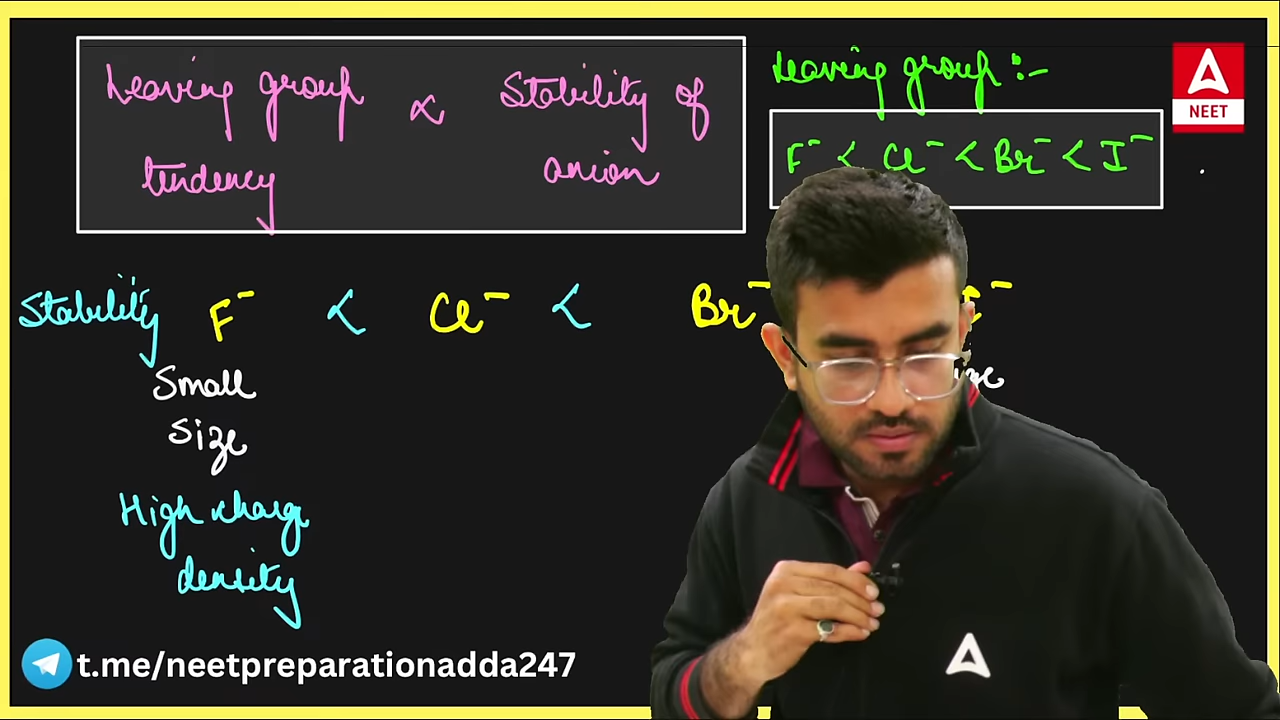 Leaving group ∝ Stability of
tendency anion
Leaving group :-
F⁻ < Cl⁻ < Br⁻ < I⁻
NEET
Stability F⁻ < Cl⁻ < Br⁻ I⁻
Small
Size
High charge
density
t.me/neetpreparationadda247